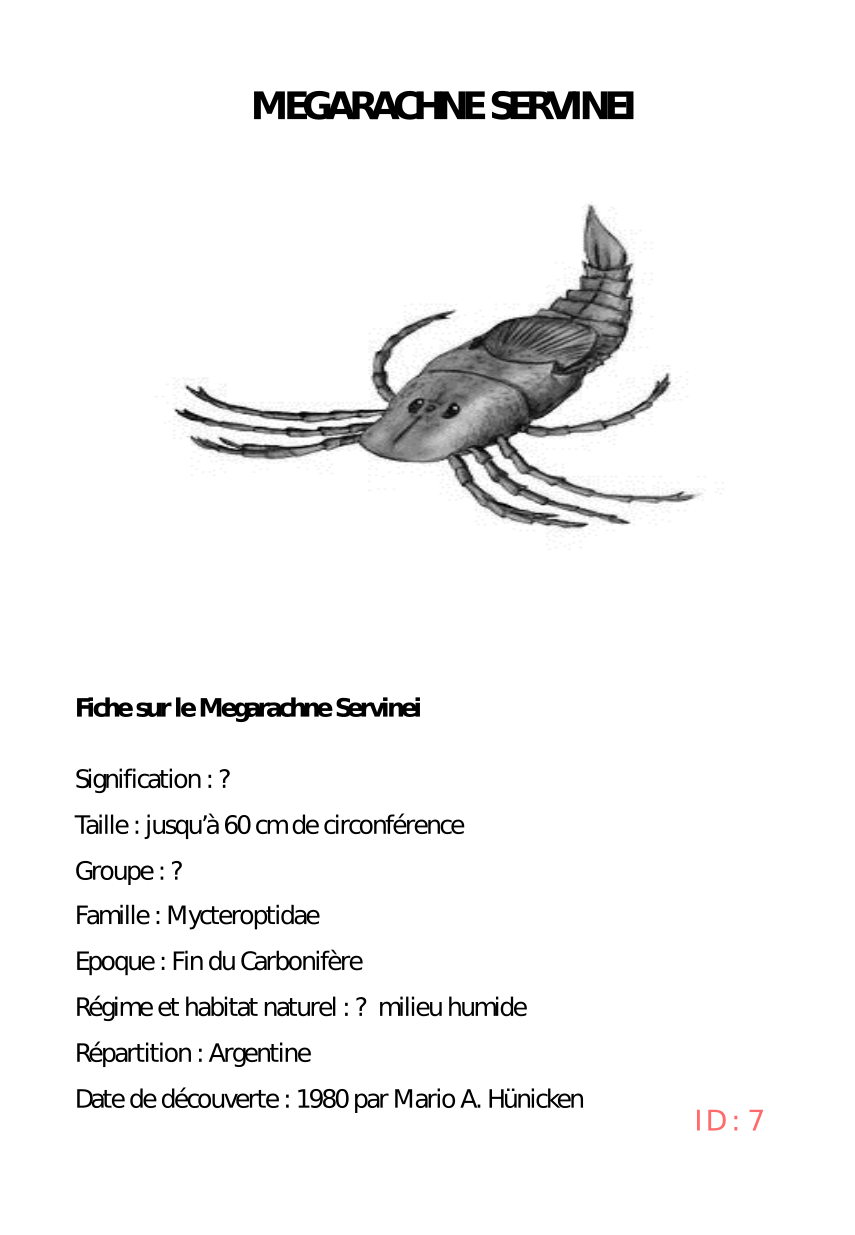 MEGARACHNE SERVINEI
Fiche sur le Megarachne Servinei
Signification : ?
Taille : jusqu’à 60 cm de circonférence
Groupe : ?
Famille : Mycteroptidae
Epoque : Fin du Carbonifère
Régime et habitat naturel : ? milieu humide
Répartition : Argentine
Date de découverte : 1980 par Mario A. Hünicken
ID : 7